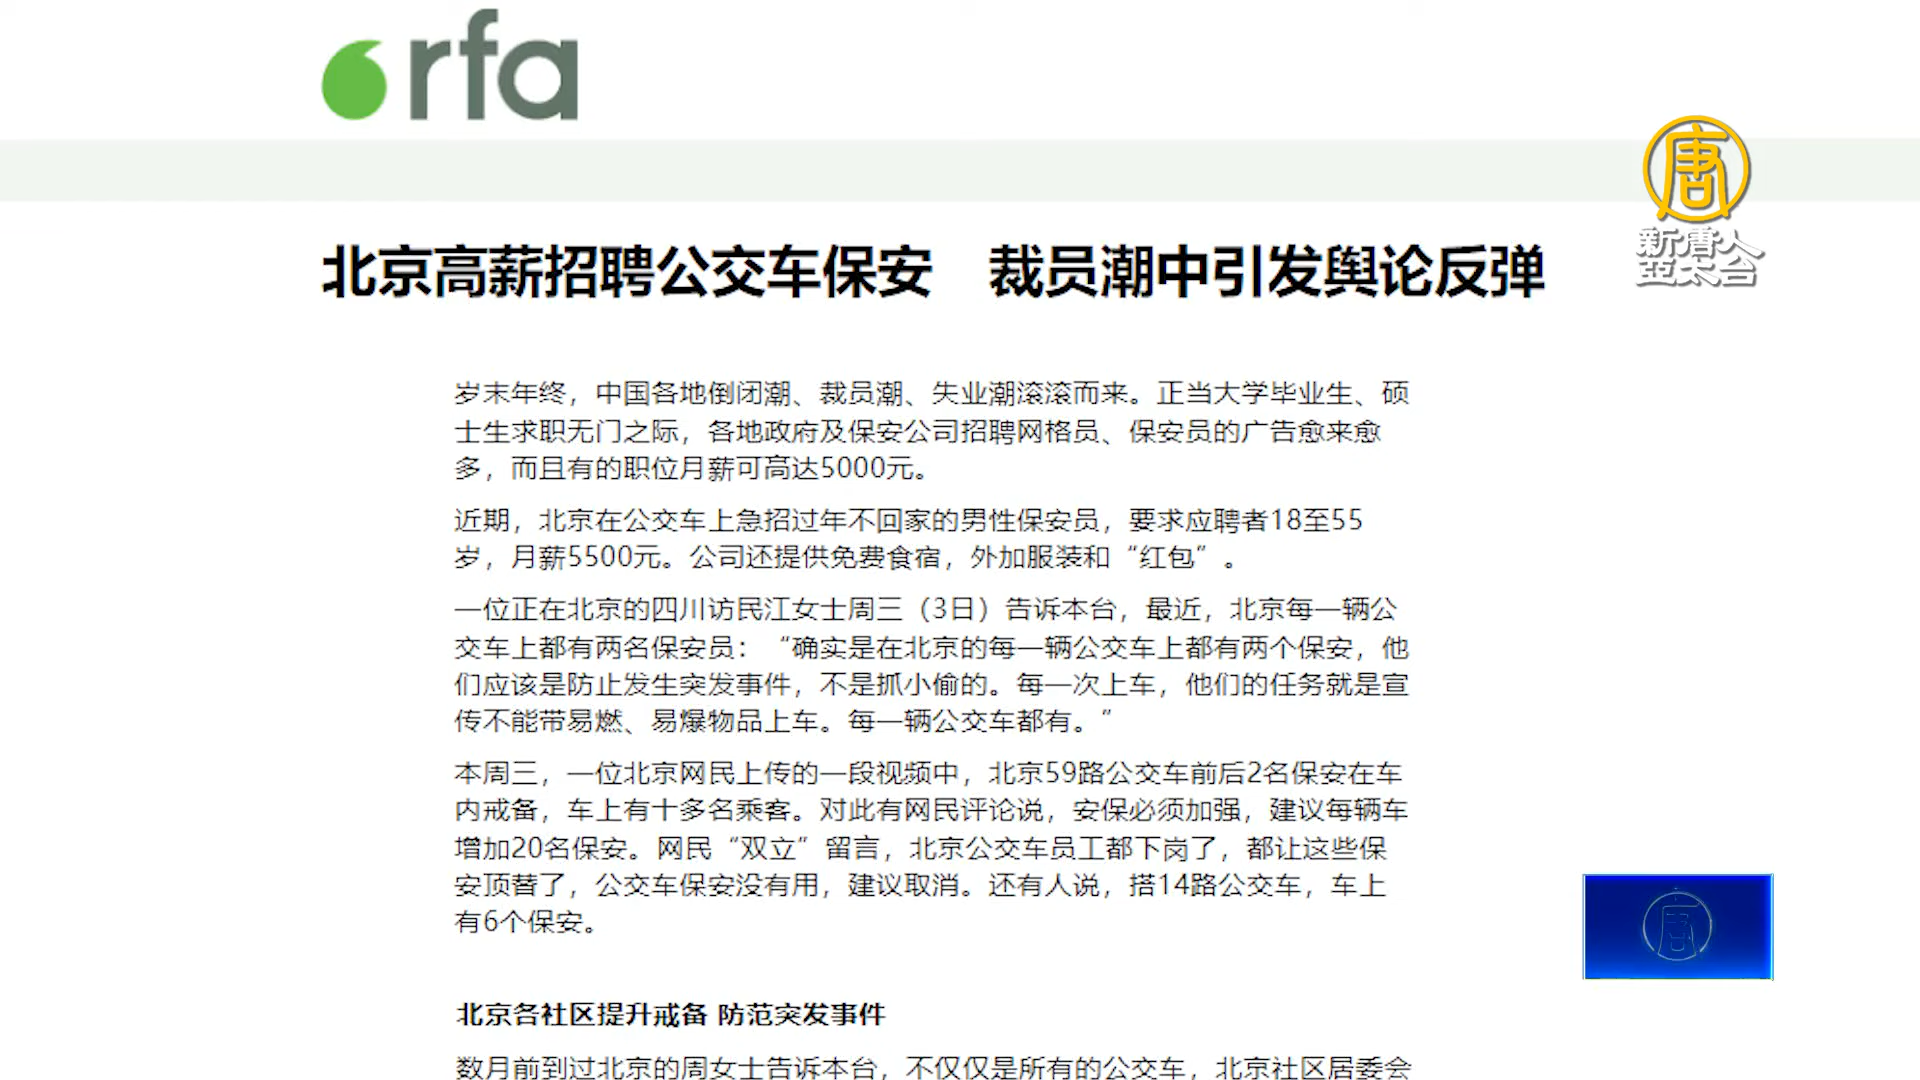 rfa
唐
新唐人
亞太台
北京高薪招聘公交车保安　裁员潮中引发舆论反弹
岁末年终，中国各地倒闭潮、裁员潮、失业潮滚滚而来。正当大学毕业生、硕
士生求职无门之际，各地政府及保安公司招聘网格员、保安员的广告愈来愈
多，而且有的职位月薪可高达5000元。
近期，北京在公交车上急招过年不回家的男性保安员，要求应聘者18至55
岁，月薪5500元。公司还提供免费食宿，外加服装和“红包”。
一位正在北京的四川访民江女士周三（3日）告诉本台，最近，北京每一辆公
交车上都有两名保安员：“确实是在北京的每一辆公交车上都有两个保安，他
们应该是防止发生突发事件，不是抓小偷的。每一次上车，他们的任务就是宣
传不能带易燃、易爆物品上车。每一辆公交车都有。”
本周三，一位北京网民上传的一段视频中，北京59路公交车前后2名保安在车
内戒备，车上有十多名乘客。对此有网民评论说，安保必须加强，建议每辆车
增加20名保安。网民“双立”留言，北京公交车员工都下岗了，都让这些保
安顶替了，公交车保安没有用，建议取消。还有人说，搭14路公交车，车上
有6个保安。
北京各社区提升戒备 防范突发事件
数月前到过北京的周女士告诉本台，不仅仅是所有的公交车，北京社区居委会
唐